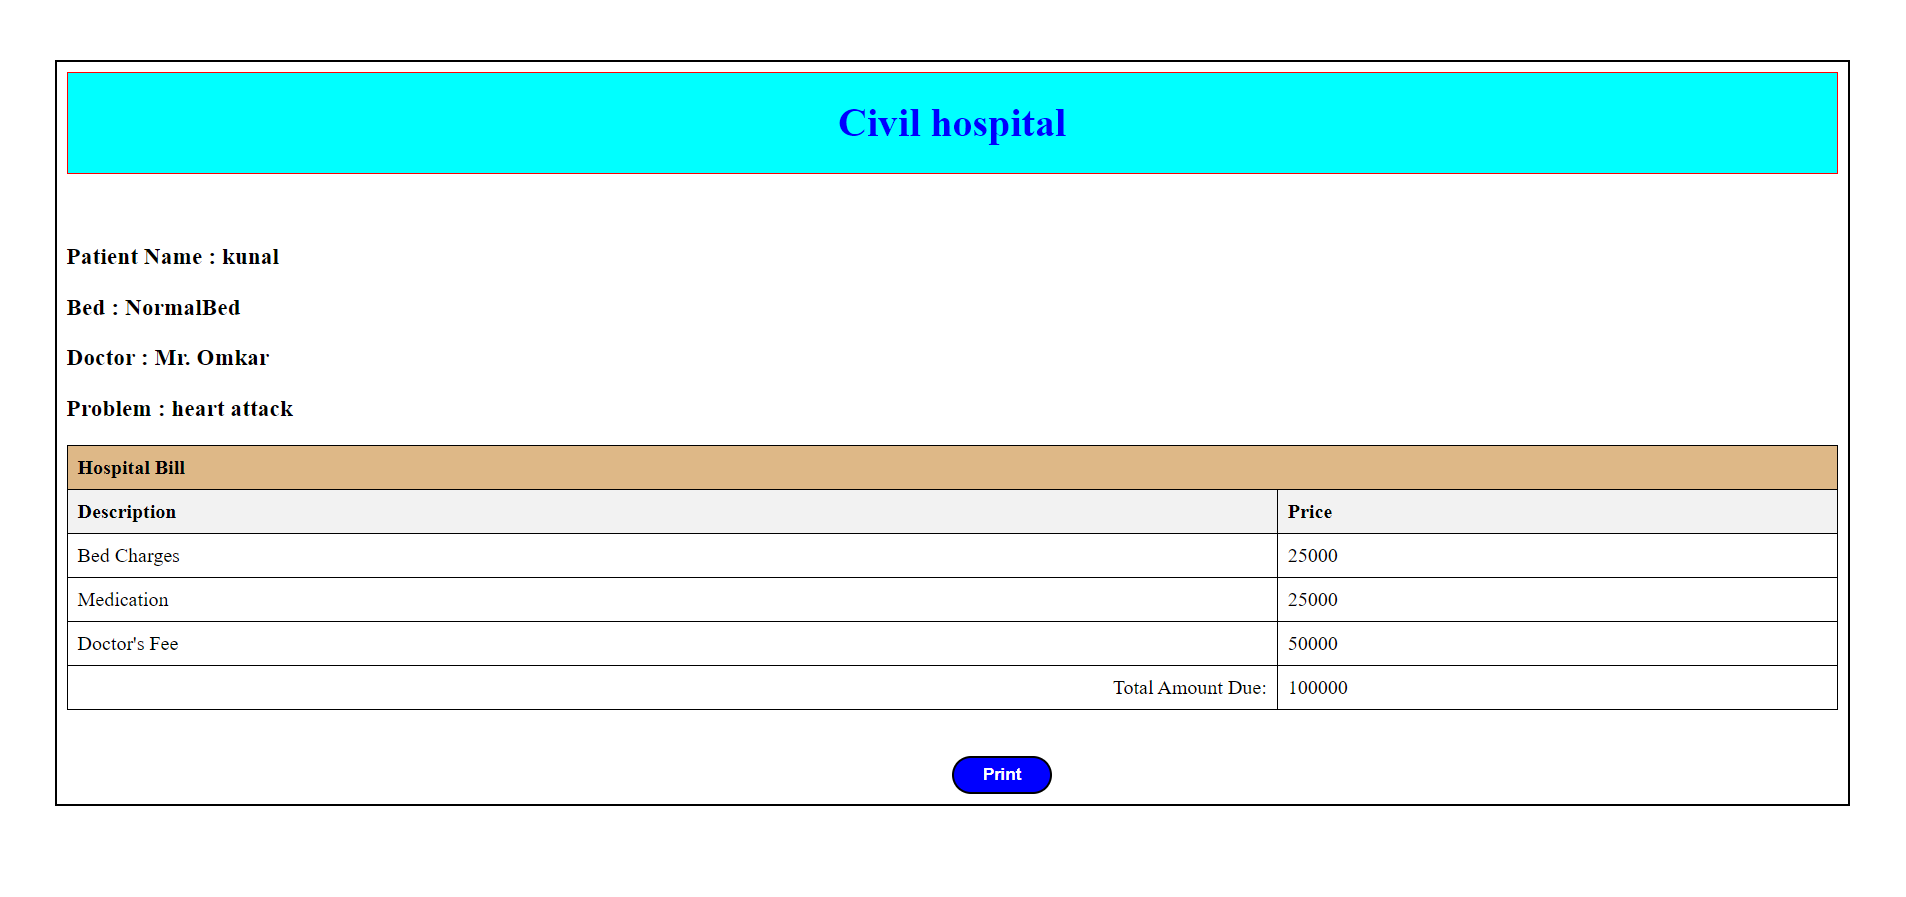 Civil hospital
Patient Name : kunal
Bed : NormalBed
Doctor : Mr. Omkar
Problem : heart attack
Hospital Bill
Description Price
Bed Charges 25000
Medication 25000
Doctor's Fee 50000
Total Amount Due: 100000
Print